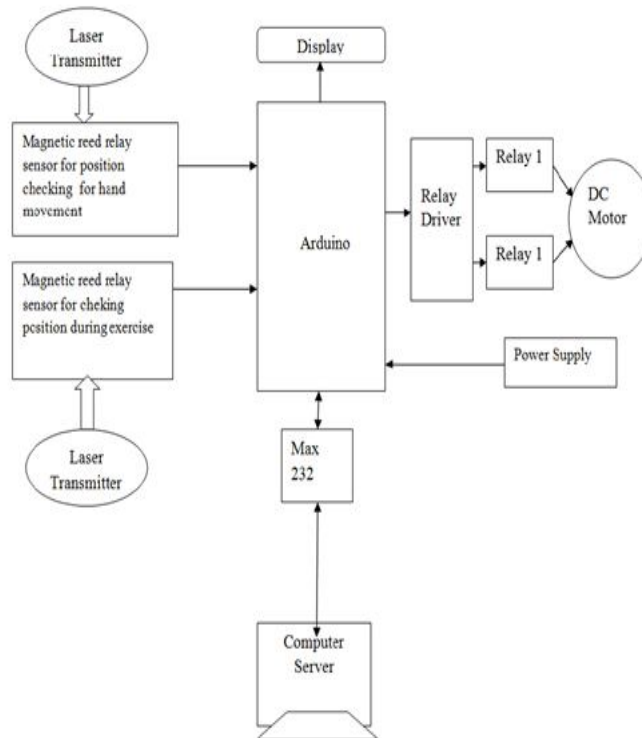 Laser
Transmitter
Display
Magnetic reed relay
sensor for position
checking for hand
movement
Relay 1
Relay
Driver
DC
Motor
Arduino
Relay 1
Magnetic reed relay
sensor for cheking
position during exercise
Power Supply
Laser
Transmitter
Max
232
Computer
Server